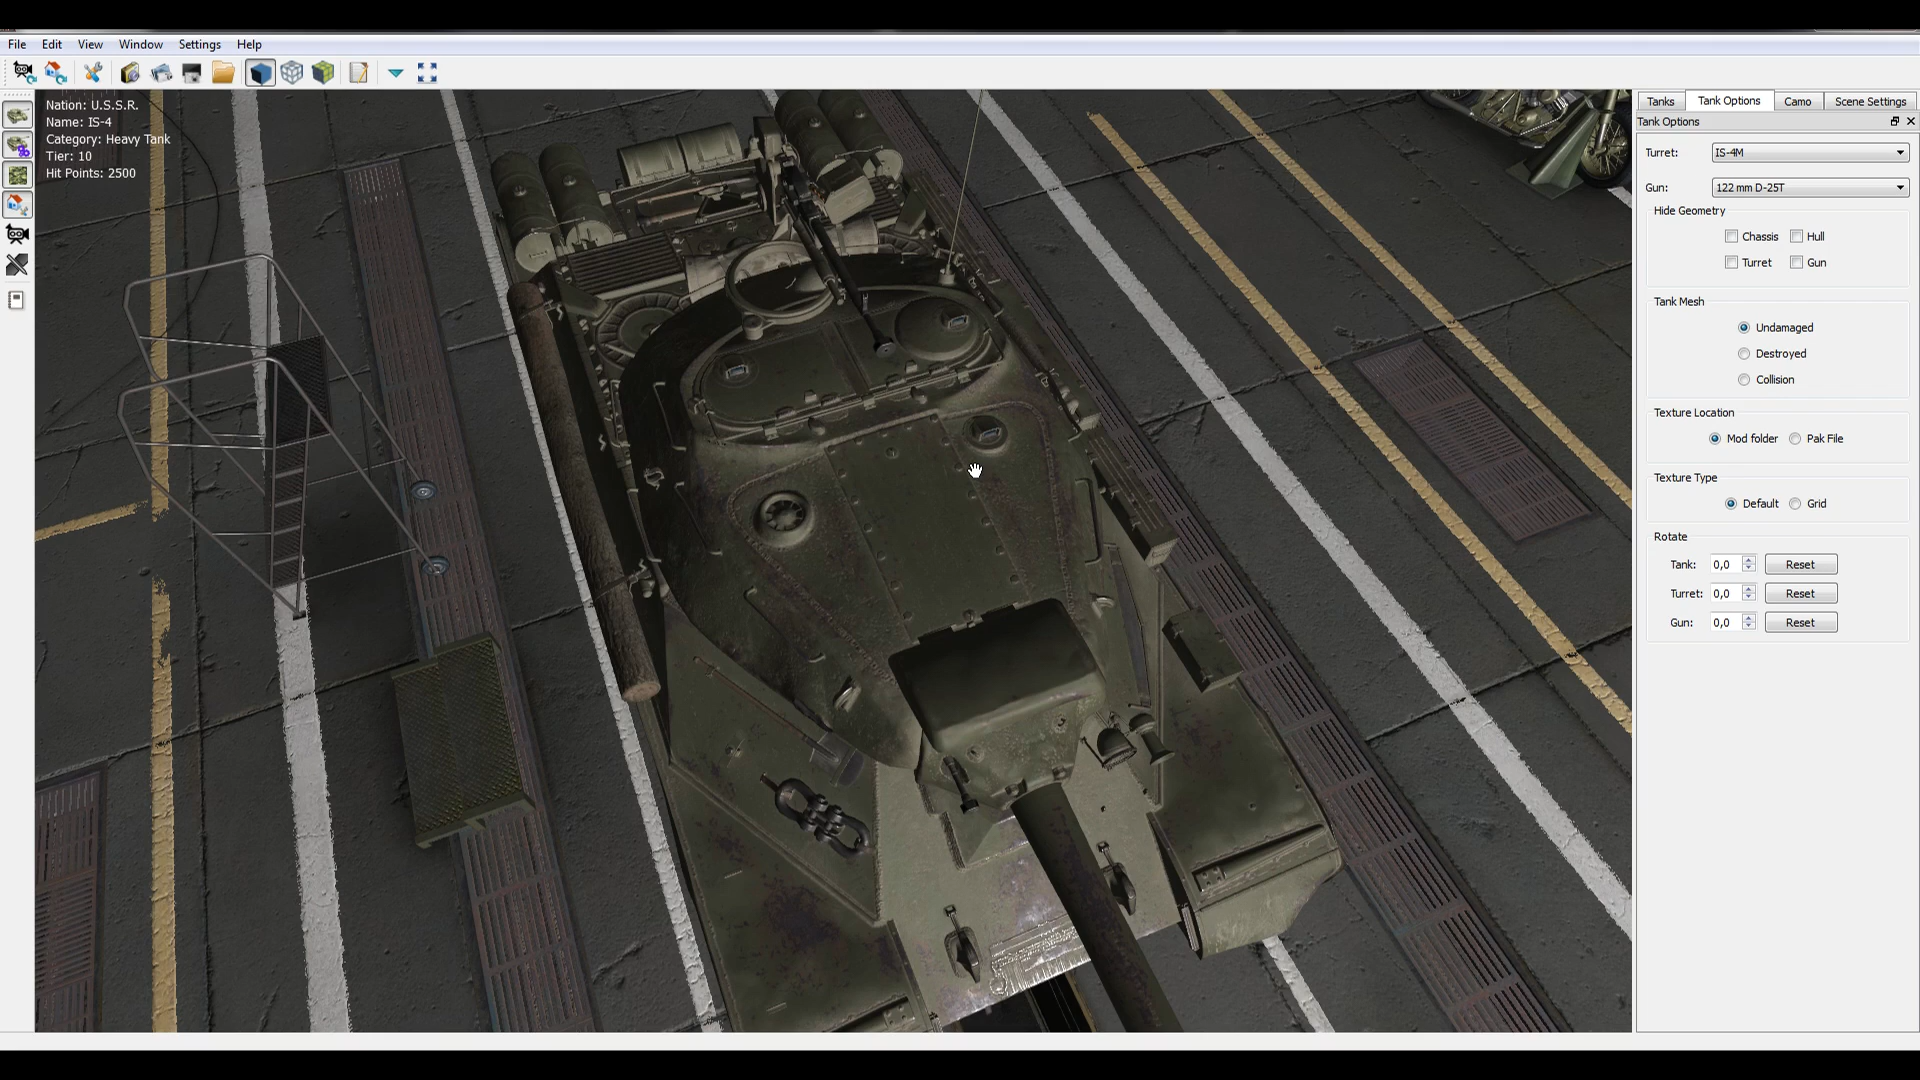 File Edit View Window Settings Help
Nation: U.S.S.R.
Name: IS-4
Category: Heavy Tank
Tier: 10
Hit Points: 2500
Tanks Tank Options Camo Scene Settings
Tank Options
Turret: IS-4M
Gun: 122 mm D-25T
Hide Geometry
Chassis Hull
Turret Gun
Tank Mesh
Undamaged
Destroyed
Collision
Texture Location
Mod folder Pak File
Texture Type
Default Grid
Rotate
Tank: 0,0 Reset
Turret: 0,0 Reset
Gun: 0,0 Reset